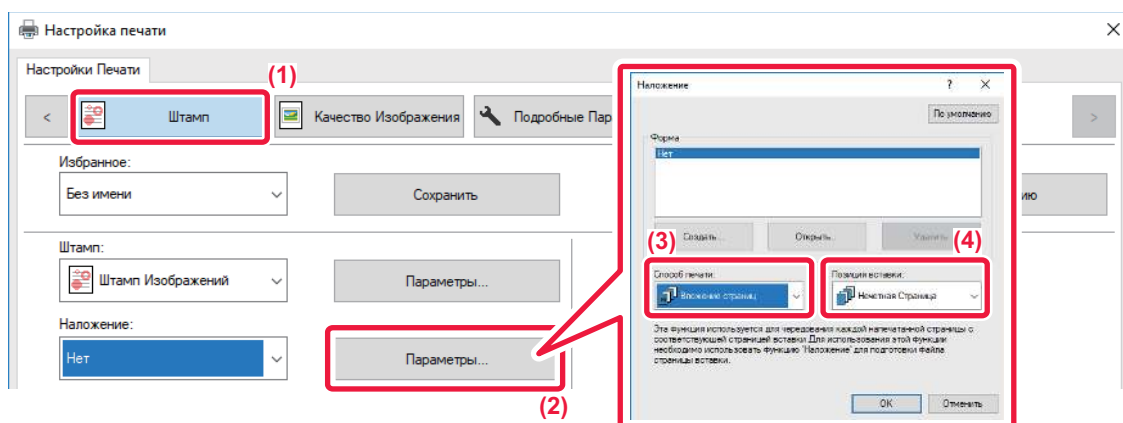 Настройка печати
Настройки Печати
(1)
<
Штамп
Качество Изображения
Подробные Пар
>
Избранное:
Без имени
Сохранить
ию
Штамп:
Штамп Изображений
Параметры...
Наложение:
Нет
Параметры...
(2)
Наложение
?
По умолчанию
Форма
Нет
Создать...
Открыть...
Удалить
(3)
(4)
Способ печати:
Позиция вставки:
Вложение страниц
Нечетная Страница
Эта функция используется для чередования каждой напечатанной страницы с
соответствующей страницей вставки.Для использования этой функции
необходимо использовать функцию 'Наложение' для подготовки файла
страницы вставки.
OK
Отменить